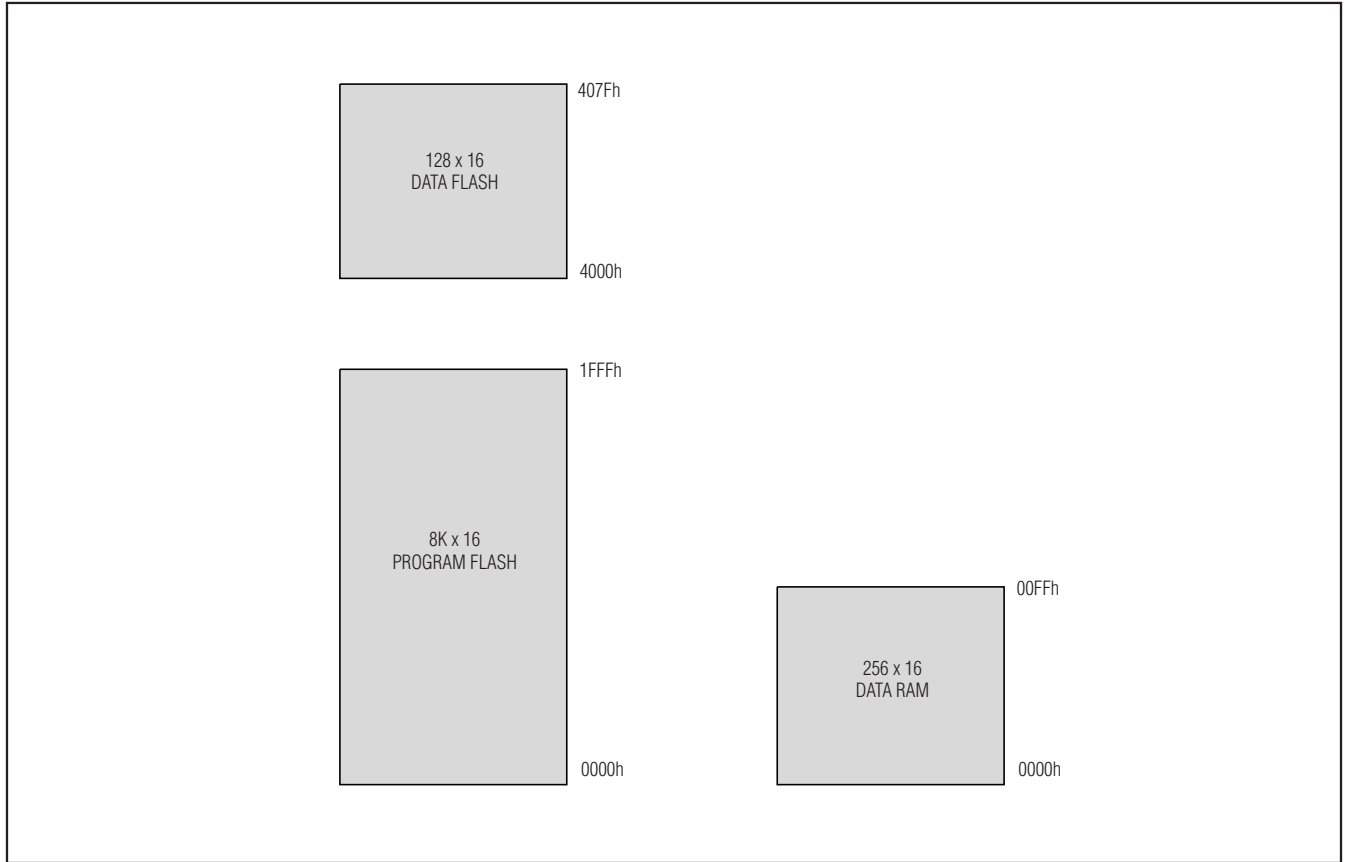 407Fh
128 x 16
DATA FLASH
4000h
1FFFh
8K x 16
PROGRAM FLASH
0000h
00FFh
256 x 16
DATA RAM
0000h